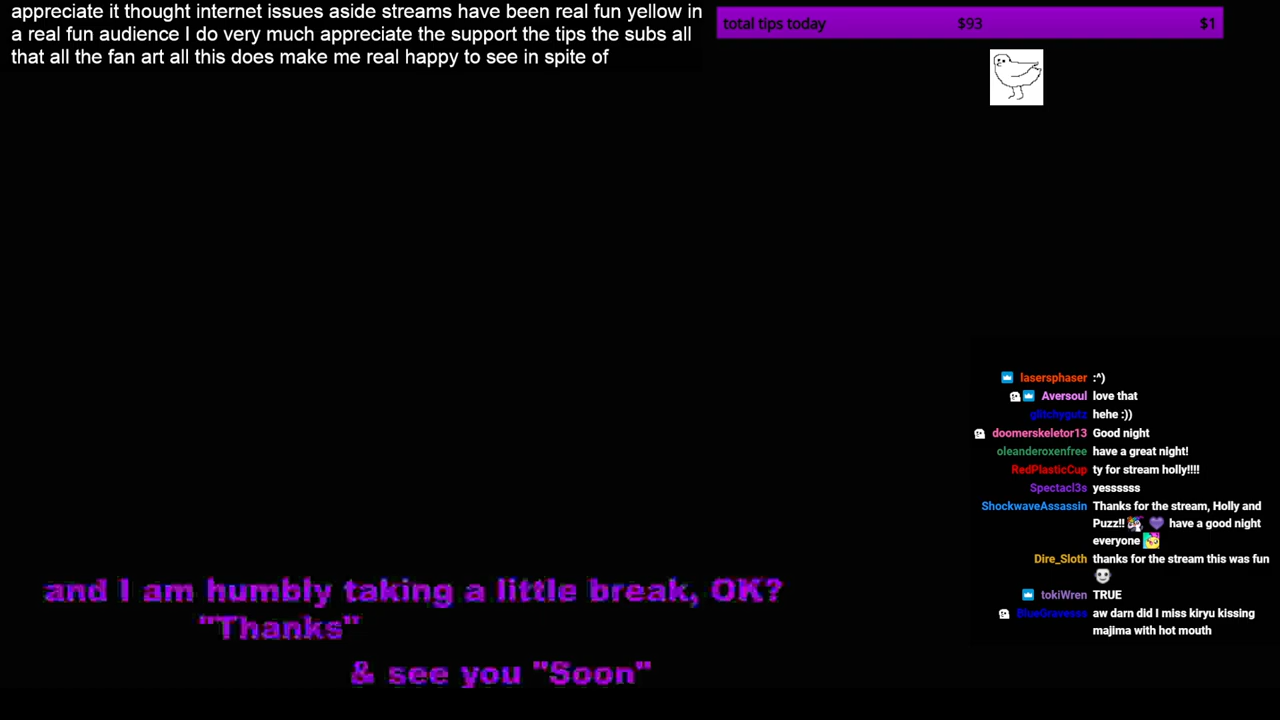 appreciate it thought internet issues aside streams have been real fun yellow in
a real fun audience I do very much appreciate the support the tips the subs all
that all the fan art all this does make me real happy to see in spite of
total tips today $93 $1
lasersphaser :^)
Aversoul love that
glitchygutz hehe :))
doomerskeletor13 Good night
oleanderoxenfree have a great night!
RedPlasticCup ty for stream holly!!!!
Spectacl3s yessssss
ShockwaveAssassin Thanks for the stream, Holly and
Puzz!! have a good night
everyone
Dire_Sloth thanks for the stream this was fun
tokiWren TRUE
BlueGravesss aw darn did I miss kiryu kissing
majima with hot mouth
and I am humbly taking a little break, OK?
"Thanks"
& see you "Soon"